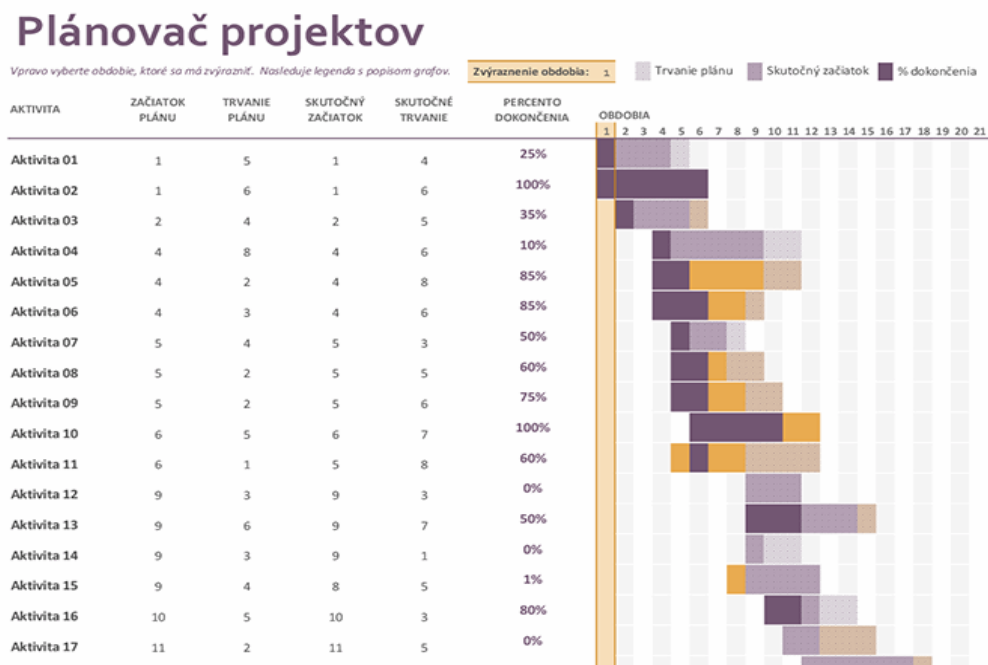 Plánovač projektov
Vpravo vyberte obdobie, ktoré sa má zvýrazniť. Nasleduje legenda s popisom grafov. Zvýraznenie obdobia: 1 Trvanie plánu Skutočný začiatok % dokončenia
AKTIVITA ZAČIATOK PLÁNU TRVANIE PLÁNU SKUTOČNÝ ZAČIATOK SKUTOČNÉ TRVANIE PERCENTO DOKONČENIA OBDOBIA
1 2 3 4 5 6 7 8 9 10 11 12 13 14 15 16 17 18 19 20 21
Aktivita 01 1 5 1 4 25%
Aktivita 02 1 6 1 6 100%
Aktivita 03 2 4 2 5 35%
Aktivita 04 4 8 4 6 10%
Aktivita 05 4 2 4 8 85%
Aktivita 06 4 3 4 6 85%
Aktivita 07 5 4 5 3 50%
Aktivita 08 5 2 5 5 60%
Aktivita 09 5 2 5 6 75%
Aktivita 10 6 5 6 7 100%
Aktivita 11 6 1 5 8 60%
Aktivita 12 9 3 9 3 0%
Aktivita 13 9 6 9 7 50%
Aktivita 14 9 3 9 1 0%
Aktivita 15 9 4 8 5 1%
Aktivita 16 10 5 10 3 80%
Aktivita 17 11 2 11 5 0%